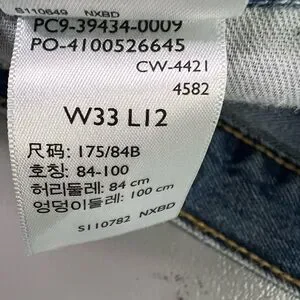 S110649 NXBD
PC9-39434-0009
PO-4100526645
CW-4421
4582
W33 L12
尺码: 175/84B
호칭: 84-100
허리둘레: 84 cm
엉덩이둘레: 100 cm
S110782 NXBD